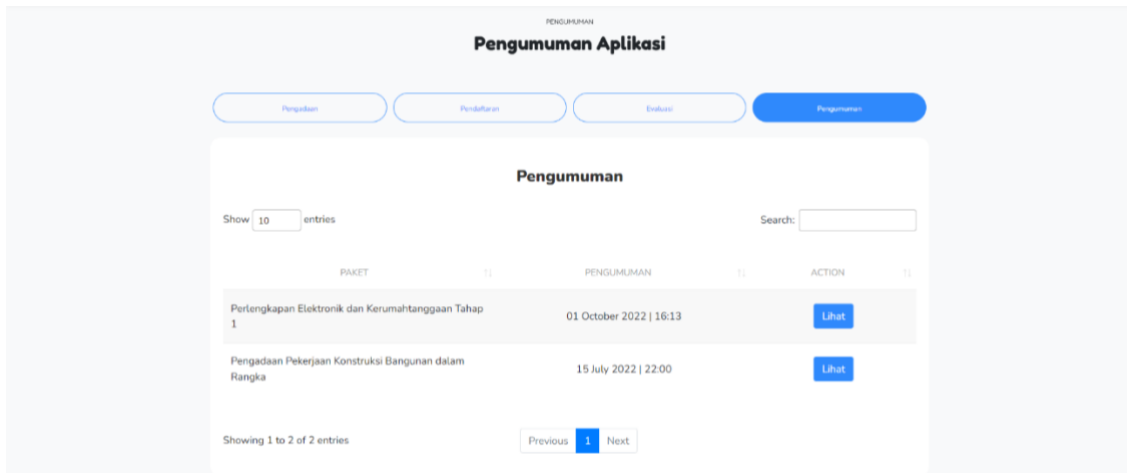 PENGUMUMAN
Pengumuman Aplikasi
Pengadaan Pendaftaran Evaluasi Pengumuman
Pengumuman
Show 10 entries Search:
PAKET PENGUMUMAN ACTION
Perlengkapan Elektronik dan Kerumahtanggaan Tahap
1
01 October 2022 | 16:13 Lihat
Pengadaan Pekerjaan Konstruksi Bangunan dalam
Rangka
15 July 2022 | 22:00 Lihat
Showing 1 to 2 of 2 entries Previous 1 Next